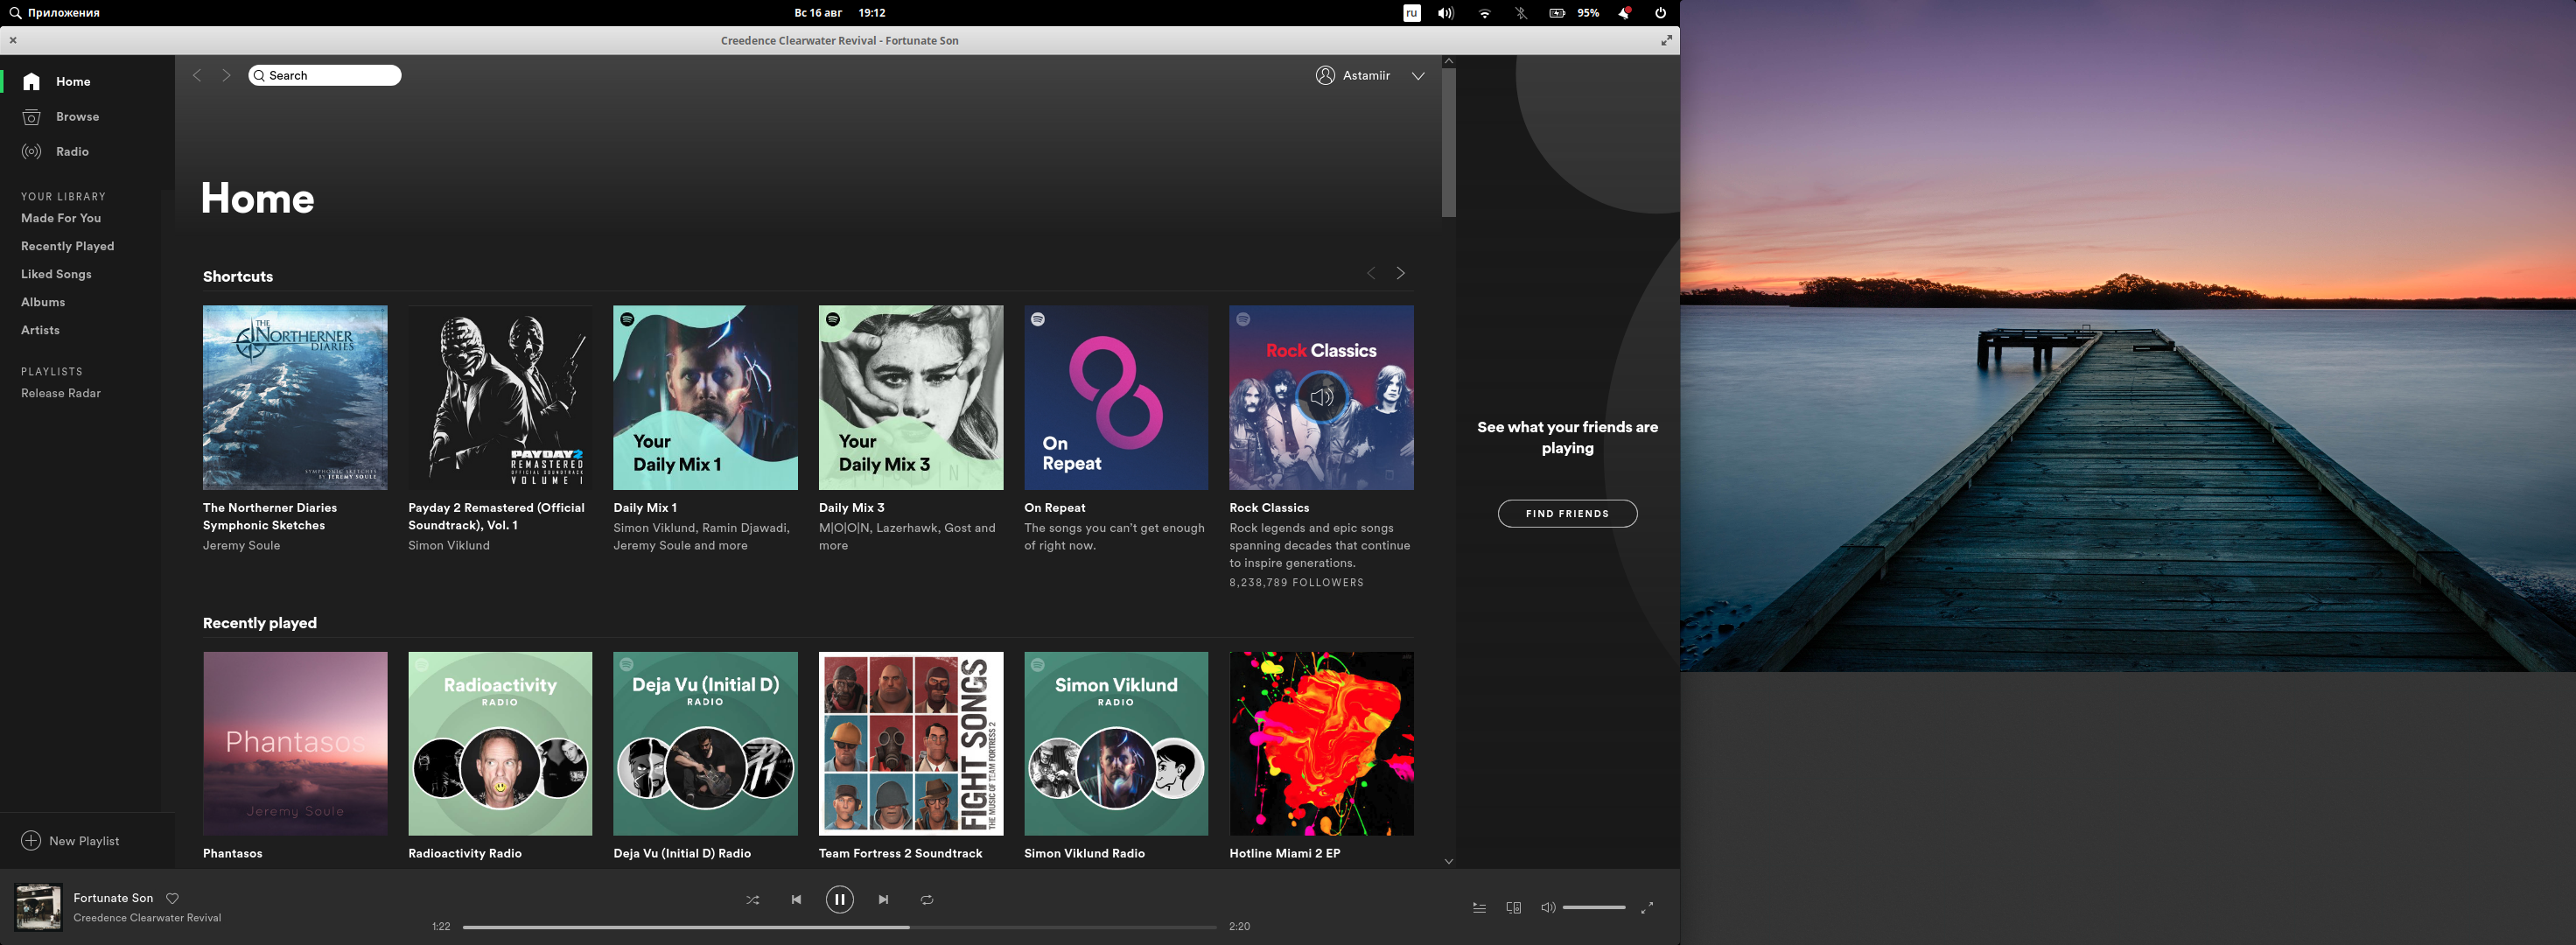 Приложения
Вс 16 авг 19:12
ru
95%
Creedence Clearwater Revival - Fortunate Son
Home
Browse
Radio
YOUR LIBRARY
Made For You
Recently Played
Liked Songs
Albums
Artists
PLAYLISTS
Release Radar
New Playlist
Search
Astamiir
Home
Shortcuts
THE
NORTHERNER
DIARIES
SYMPHONIC SKETCHES
BY JEREMY SOULE
The Northerner Diaries
Symphonic Sketches
Jeremy Soule
PAYDAY 2
REMASTERED
OFFICIAL SOUNDTRACK
VOLUME I
Payday 2 Remastered (Official
Soundtrack), Vol. 1
Simon Viklund
Your
Daily Mix 1
Daily Mix 1
Simon Viklund, Ramin Djawadi,
Jeremy Soule and more
Your
Daily Mix 3
Daily Mix 3
M|O|O|N, Lazerhawk, Gost and
more
On
Repeat
On Repeat
The songs you can't get enough
of right now.
Rock Classics
Rock Classics
Rock legends and epic songs
spanning decades that continue
to inspire generations.
8,238,789 FOLLOWERS
Recently played
Phantasos
Jeremy Soule
Phantasos
Radioactivity
RADIO
Radioactivity Radio
Deja Vu (Initial D)
RADIO
Deja Vu (Initial D) Radio
FIGHT SONGS
THE MUSIC OF TEAM FORTRESS 2
Team Fortress 2 Soundtrack
Simon Viklund
RADIO
Simon Viklund Radio
Hotline Miami 2 EP
See what your friends are
playing
FIND FRIENDS
Fortunate Son
Creedence Clearwater Revival
1:22
2:20